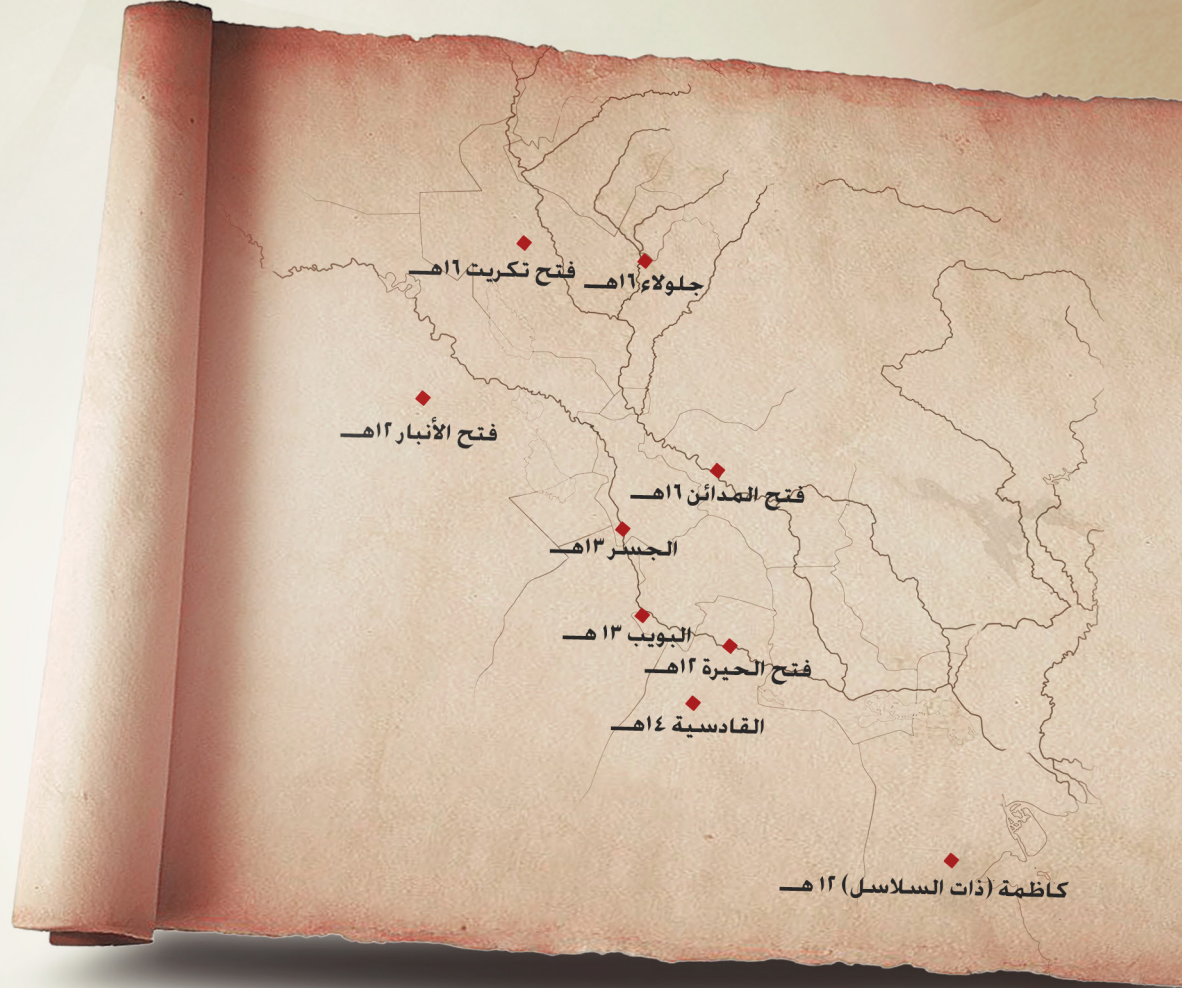 فتح تكريت ١٦هـ
جلولاء ١٦هـ
فتح الأنبار ١٢هـ
فتح المدائن ١٦هـ
الجسر ١٣هـ
البويب ١٣ هـ
فتح الحيرة ١٢هـ
القادسية ١٤هـ
كاظمة (ذات السلاسل) ١٢ هـ